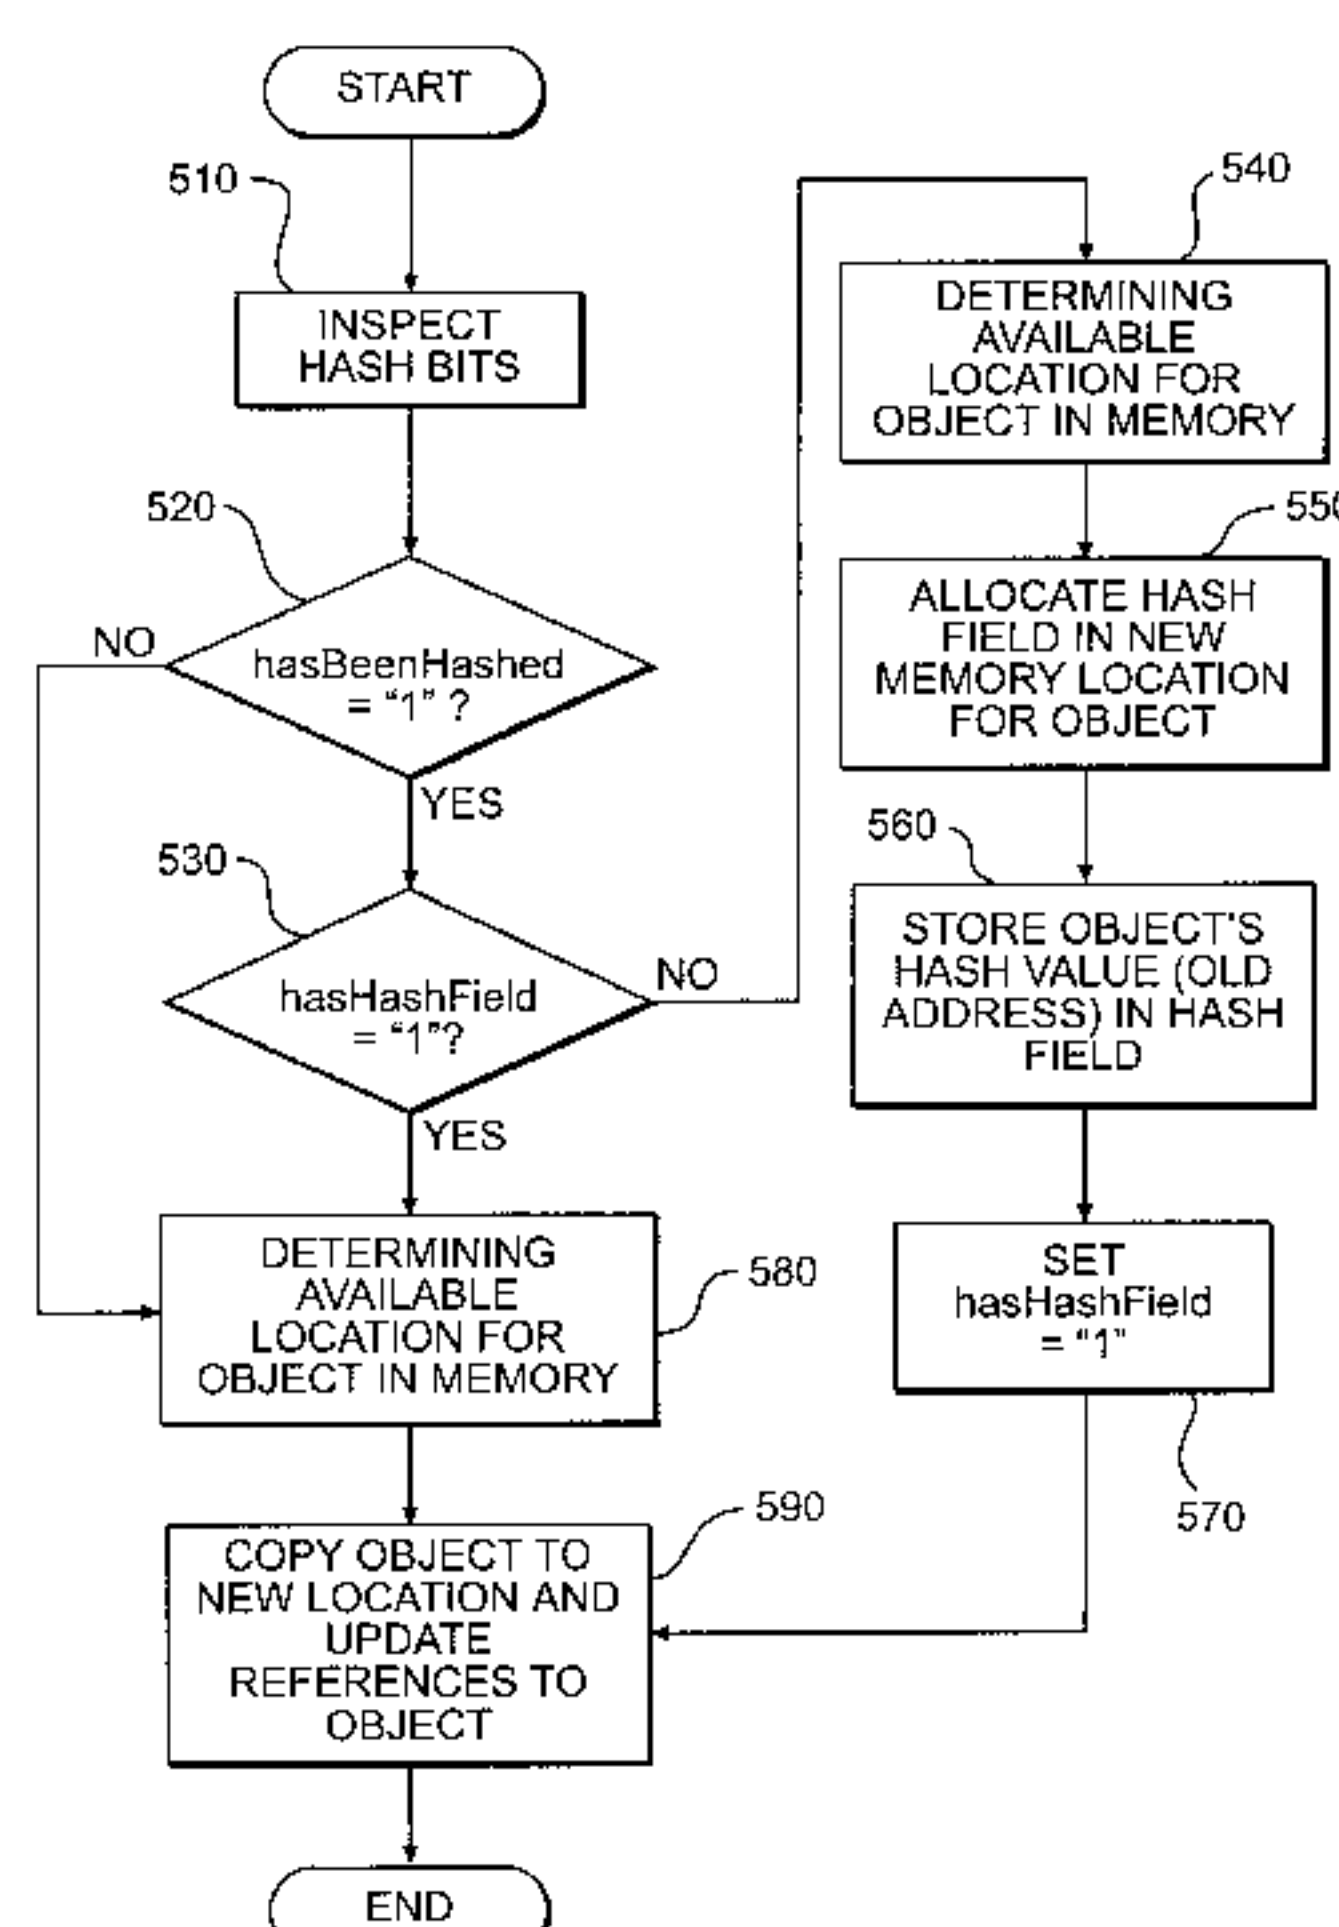 START
510
INSPECT
HASH BITS
520
NO
hasBeenHashed
= "1" ?
YES
530
hasHashField
= "1"?
NO
YES
DETERMINING
AVAILABLE
LOCATION FOR
OBJECT IN MEMORY
580
COPY OBJECT TO
NEW LOCATION AND
UPDATE
REFERENCES TO
OBJECT
590
END
540
DETERMINING
AVAILABLE
LOCATION FOR
OBJECT IN MEMORY
550
ALLOCATE HASH
FIELD IN NEW
MEMORY LOCATION
FOR OBJECT
560
STORE OBJECT'S
HASH VALUE (OLD
ADDRESS) IN HASH
FIELD
SET
hasHashField
= "1"
570